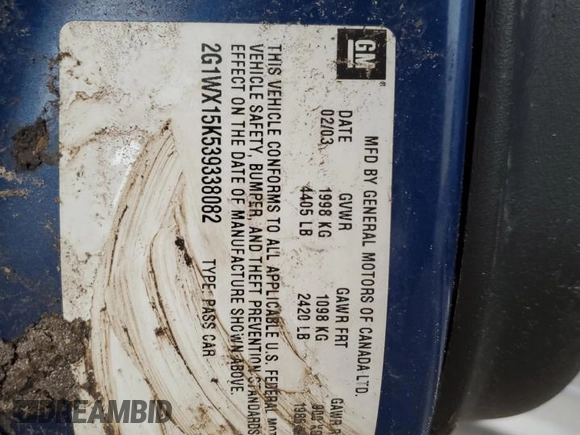 GM
MFD BY GENERAL MOTORS OF CANADA LTD.
DATE GVWR GAWR FRT GAWR R
02/03 1998 KG 1098 KG
4405 LB 2420 LB
THIS VEHICLE CONFORMS TO ALL APPLICABLE U.S. FEDERAL MOT
VEHICLE SAFETY, BUMPER, AND THEFT PREVENTION STANDARDS
EFFECT ON THE DATE OF MANUFACTURE SHOWN ABOVE.
2G1WX15K539338082 TYPE: PASS CAR
DREAMBID